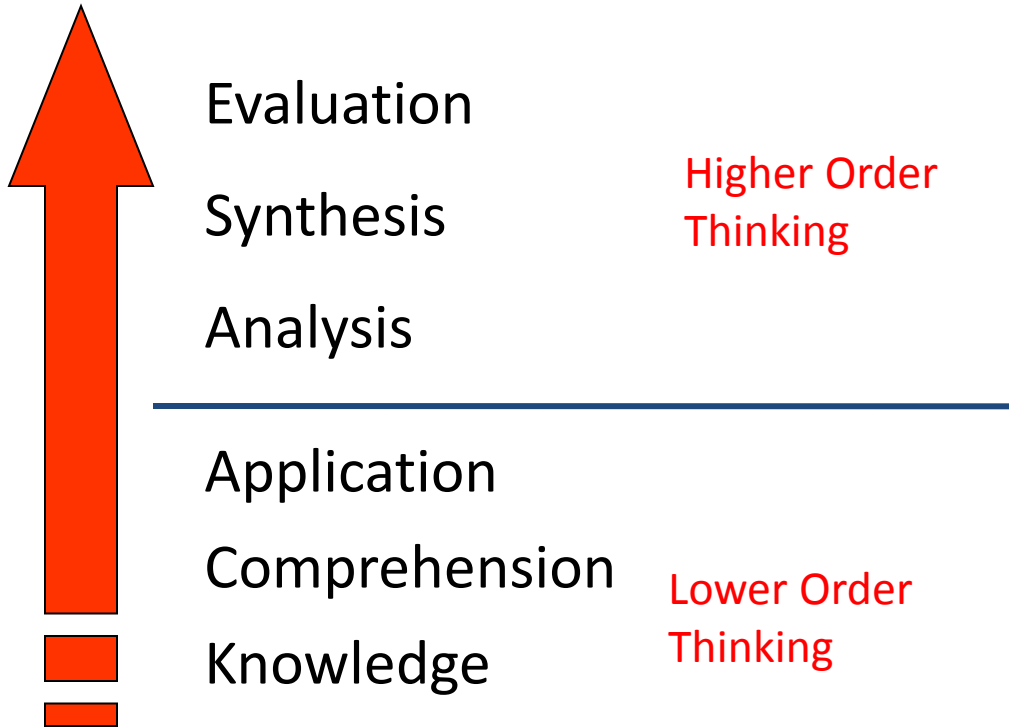 Evaluation
Synthesis
Analysis
Higher Order
Thinking
Application
Comprehension
Knowledge
Lower Order
Thinking